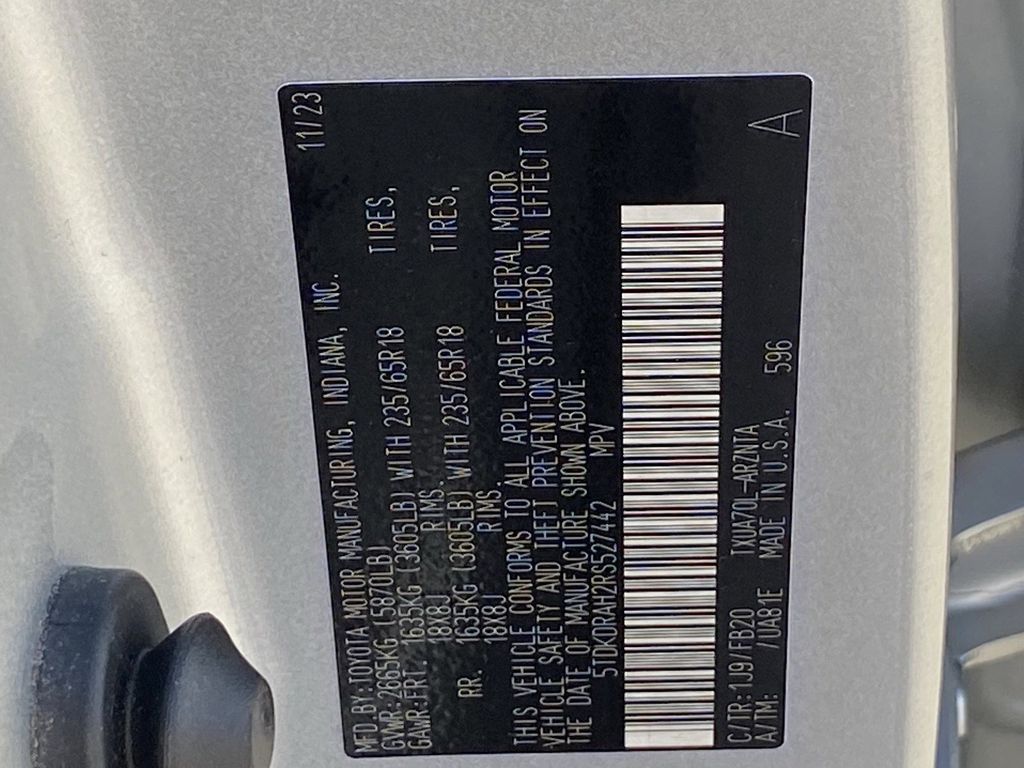 MFD.BY:TOYOTA MOTOR MANUFACTURING, INDIANA, INC. 11/23
GVWR:2665KG (5870LB)
GAWR:FRT. 1635KG (3605LB) WITH 235/65R18 TIRES,
18X8J RIMS.
RR. 1635KG (3605LB) WITH 235/65R18 TIRES,
18X8J RIMS.
THIS VEHICLE CONFORMS TO ALL APPLICABLE FEDERAL MOTOR
VEHICLE SAFETY AND THEFT PREVENTION STANDARDS IN EFFECT ON
THE DATE OF MANUFACTURE SHOWN ABOVE.
5TDKDRAH2RS527442 MPV
A
C/TR:1J9/FB20 TXUA70L-ARZNTA
A/TM: /UAB1E MADE IN U.S.A. 596